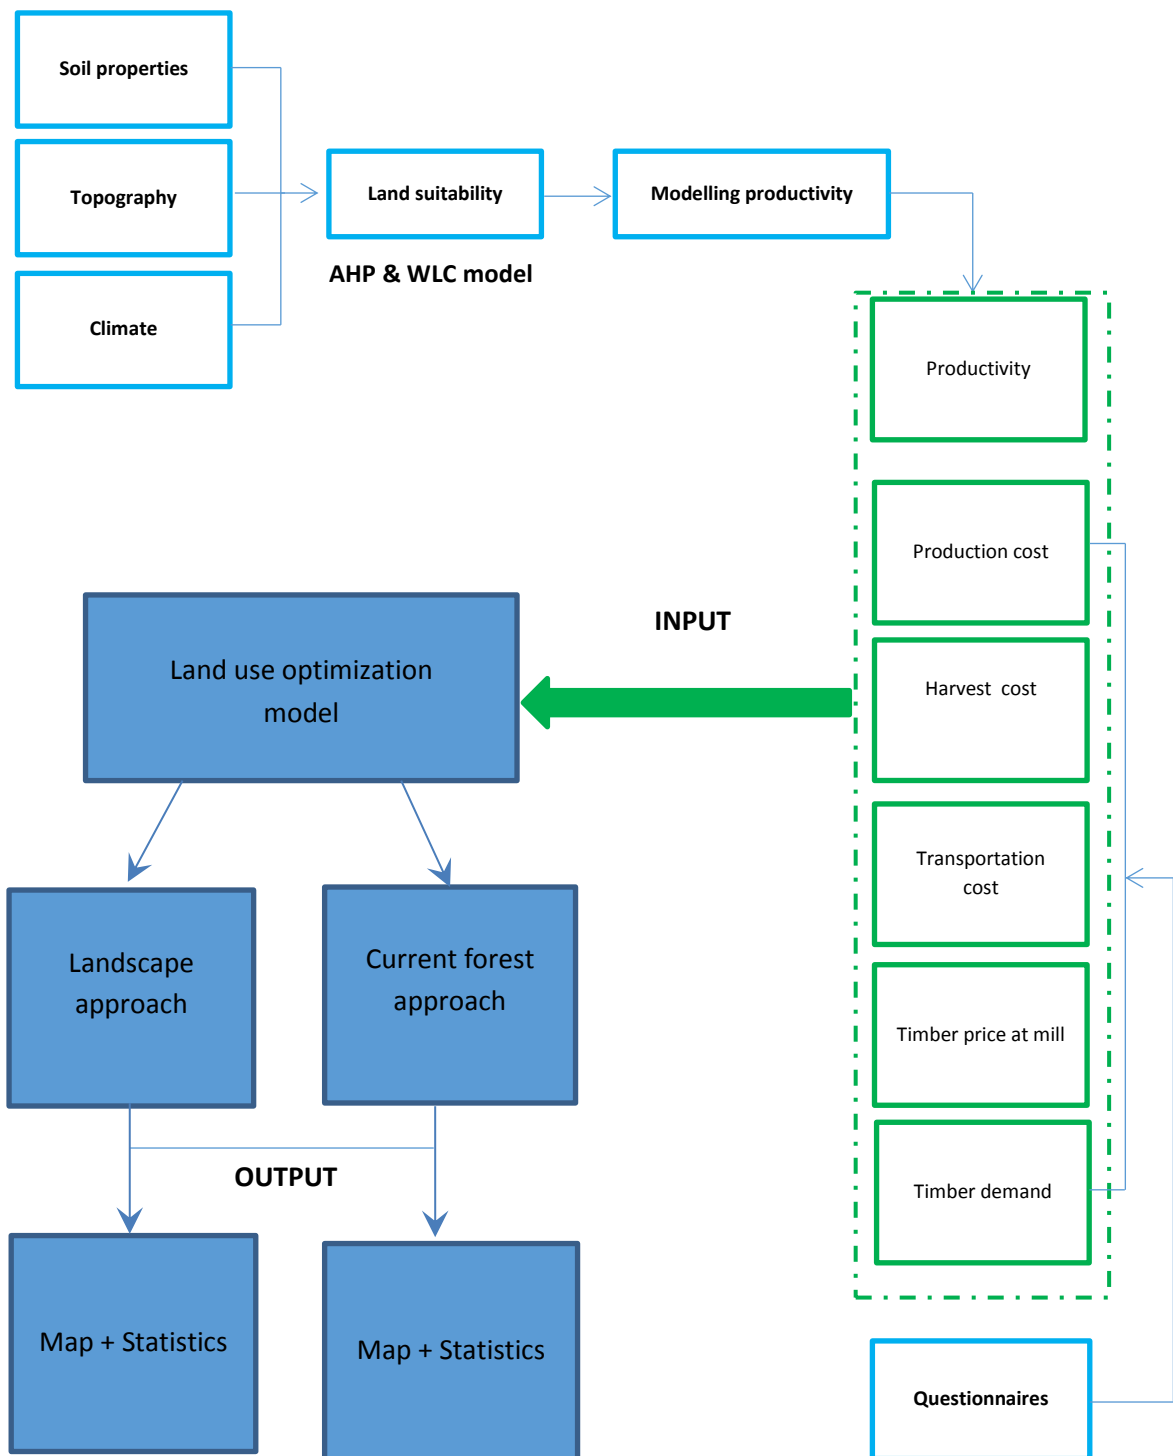 Soil properties
Topography
Climate
Land suitability
AHP & WLC model
Modelling productivity
Productivity
Production cost
Harvest cost
Transportation
cost
Timber price at mill
Timber demand
Questionnaires
INPUT
Land use optimization
model
Landscape
approach
Current forest
approach
OUTPUT
Map + Statistics
Map + Statistics